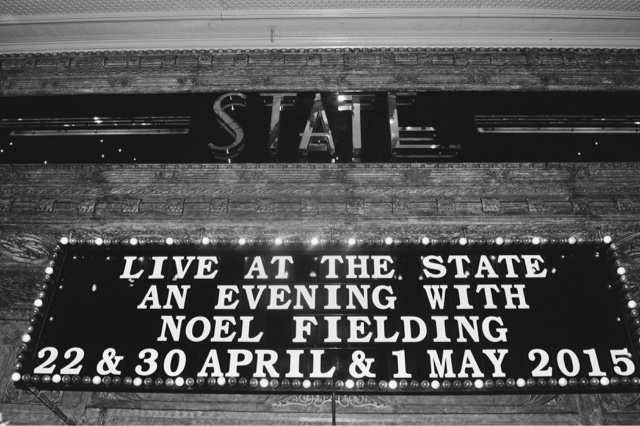 STATE
LIVE AT THE STATE
AN EVENING WITH
NOEL FIELDING
22 & 30 APRIL & 1 MAY 2015